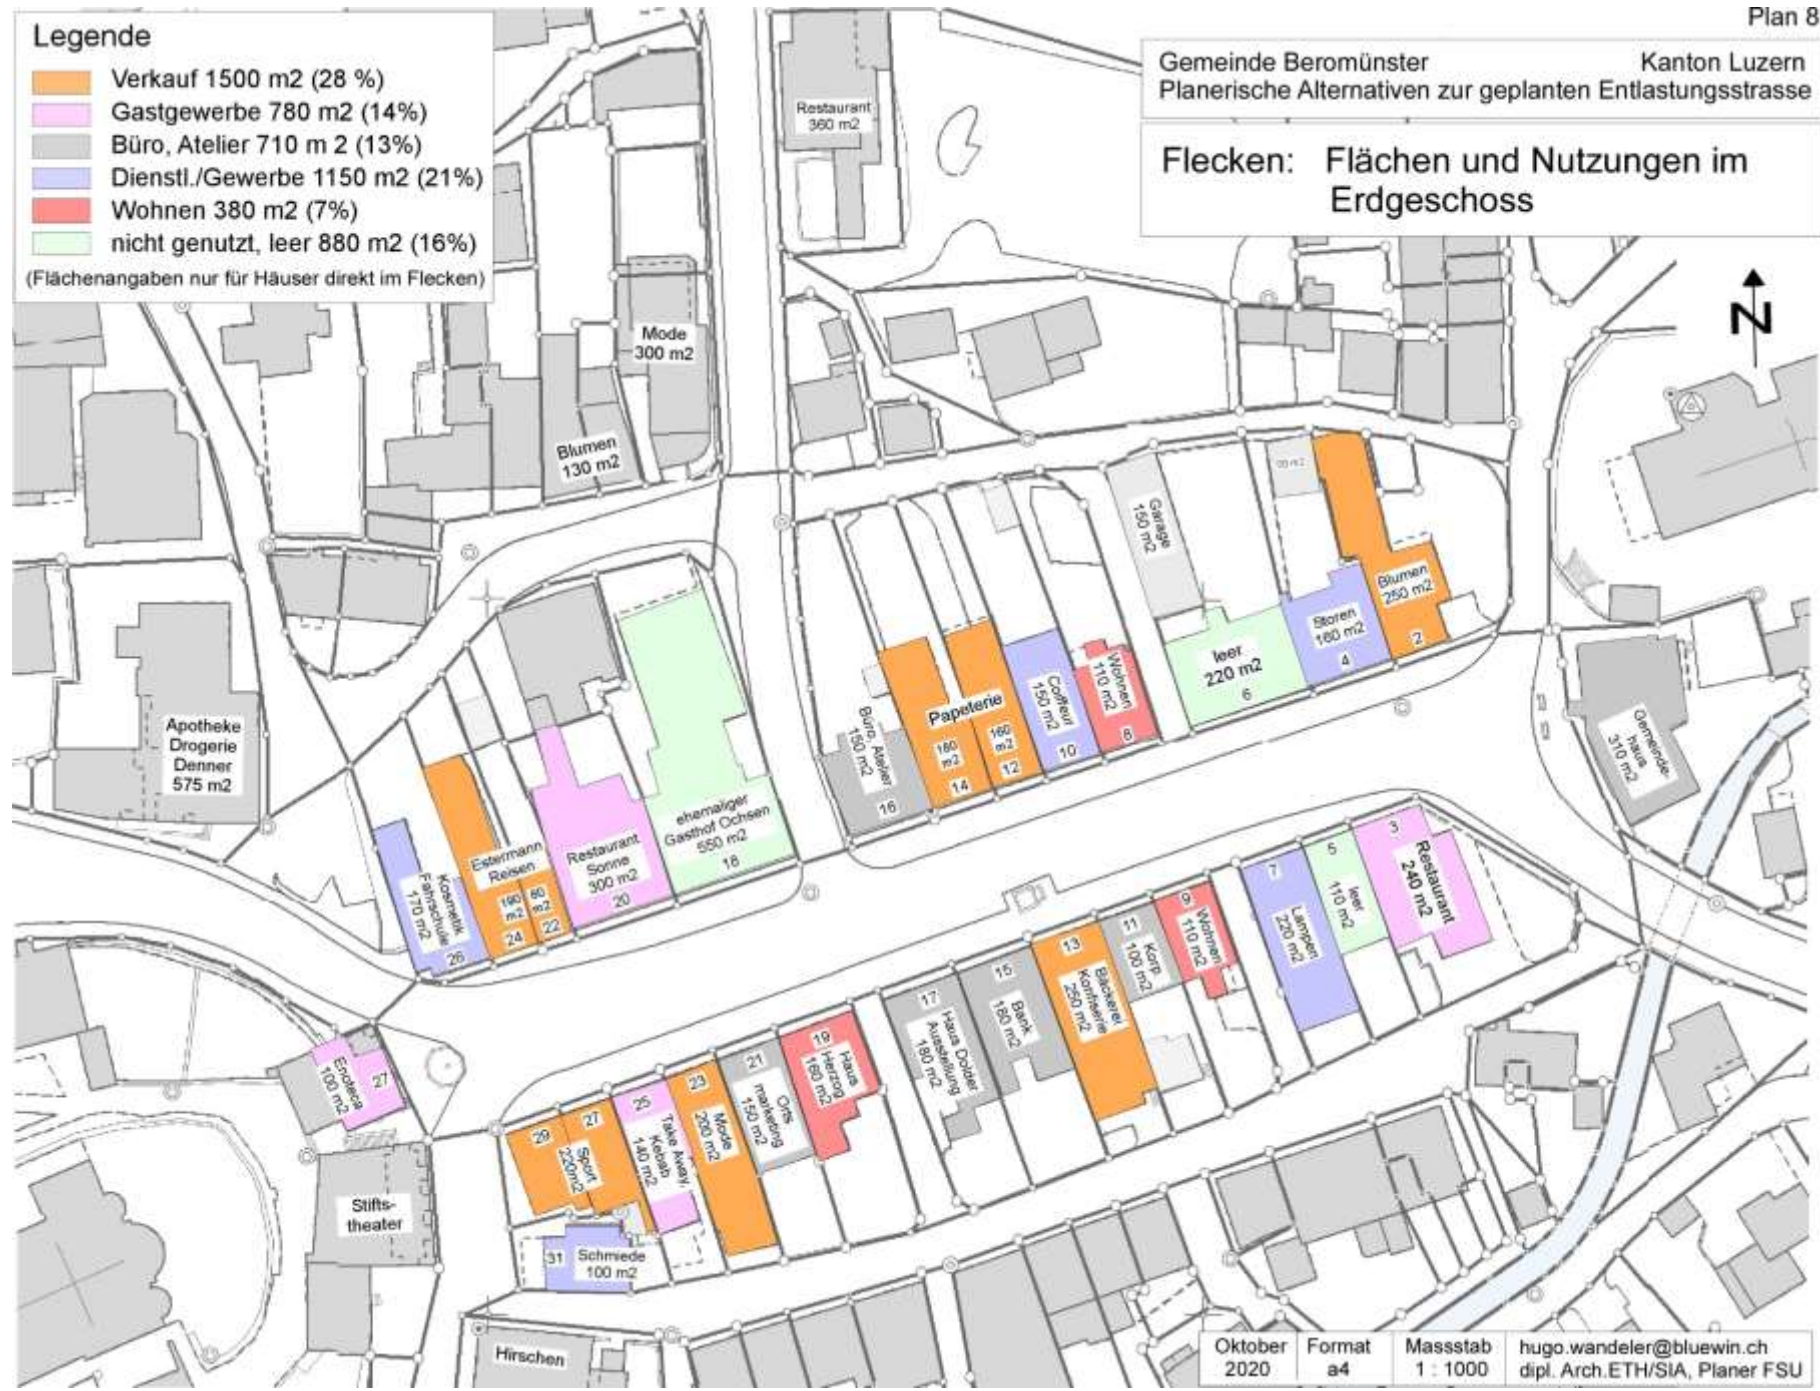 Plan 8
Legende
Verkauf 1500 m2 (28 %)
Gastgewerbe 780 m2 (14%)
Büro, Atelier 710 m 2 (13%)
Dienstl./Gewerbe 1150 m2 (21%)
Wohnen 380 m2 (7%)
nicht genutzt, leer 880 m2 (16%)
(Flächenangaben nur für Häuser direkt im Flecken)
Gemeinde Beromünster Kanton Luzern
Planerische Alternativen zur geplanten Entlastungsstrasse
Flecken: Flächen und Nutzungen im
Erdgeschoss
N
Restaurant
360 m2
Mode
300 m2
Blumen
130 m2
Garage
150 m2
Blumen
250 m2
2
Storen
160 m2
4
leer
220 m2
6
Wohnen
110 m2
8
Coiffeur
150 m2
10
Papeterie
160
m2
12
180
m2
14
Büro, Atelier
150 m2
16
Gemeinde-
haus
310 m2
Apotheke
Drogerie
Denner
575 m2
ehemaliger
Gasthof Ochsen
550 m2
18
Restaurant
Sonne
300 m2
20
Estermann
Reisen
190
m2
24
m2
22
Kosmetik
Fahrschule
170 m2
26
3
Restaurant
240 m2
5
leer
110 m2
7
Lampen
220 m2
9
Wohnen
110 m2
11
Korp.
100 m2
13
Bäckerei
250 m2
15
Bank
180 m2
17
Haus Dolder
Ausstellung
180 m2
19
Haus
Herzog
160 m2
21
Orts
marketing
150 m2
23
Mode
200 m2
25
Take Away,
Kebab
140 m2
27
29
Sport
220m2
31
Schmiede
100 m2
Enoteca
100 m2
27
Stifts-
theater
Hirschen
Oktober
2020
Format
a4
Massstab
1 : 1000
hugo.wandeler@bluewin.ch
dipl. Arch.ETH/SIA, Planer FSU